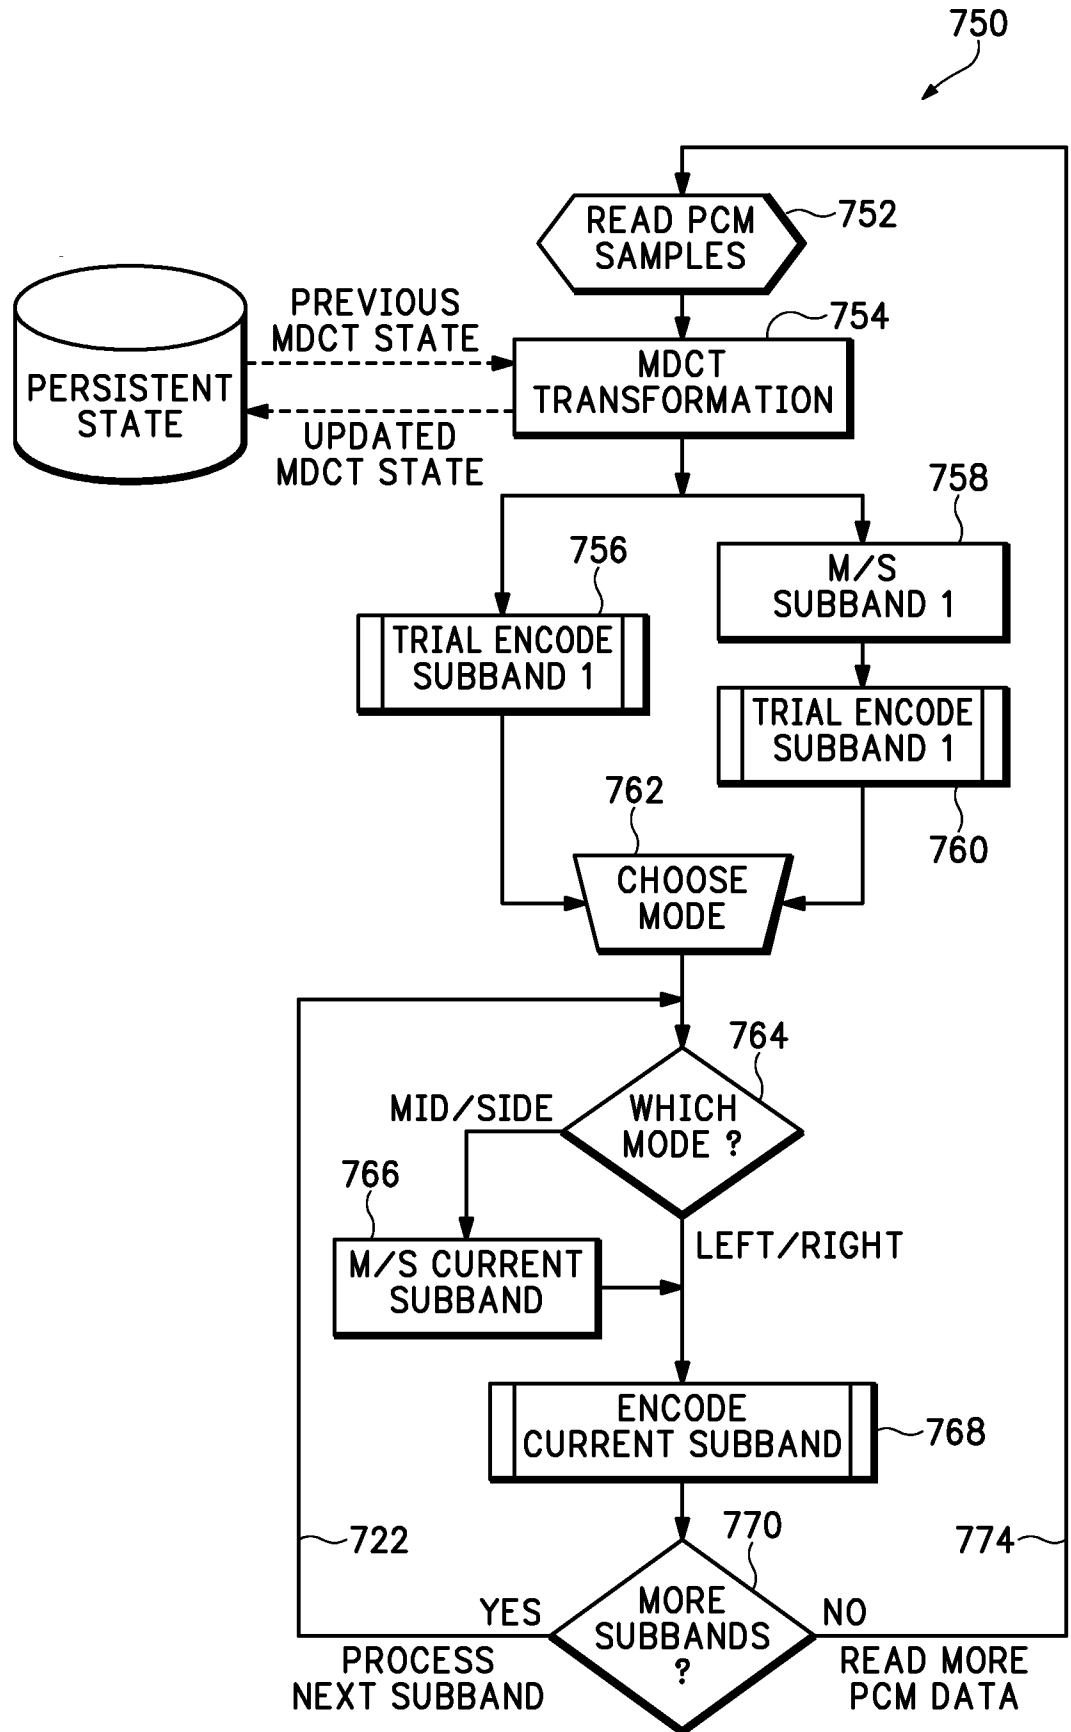 750
READ PCM
SAMPLES
752
PREVIOUS
MDCT STATE
754
PERSISTENT
STATE
MDCT
TRANSFORMATION
UPDATED
MDCT STATE
758
756
M/S
SUBBAND 1
TRIAL ENCODE
SUBBAND 1
TRIAL ENCODE
SUBBAND 1
762
760
CHOOSE
MODE
764
MID/SIDE
WHICH
MODE ?
766
LEFT/RIGHT
M/S CURRENT
SUBBAND
ENCODE
CURRENT SUBBAND
768
770
722
774
YES
MORE
SUBBANDS
?
NO
PROCESS
NEXT SUBBAND
READ MORE
PCM DATA